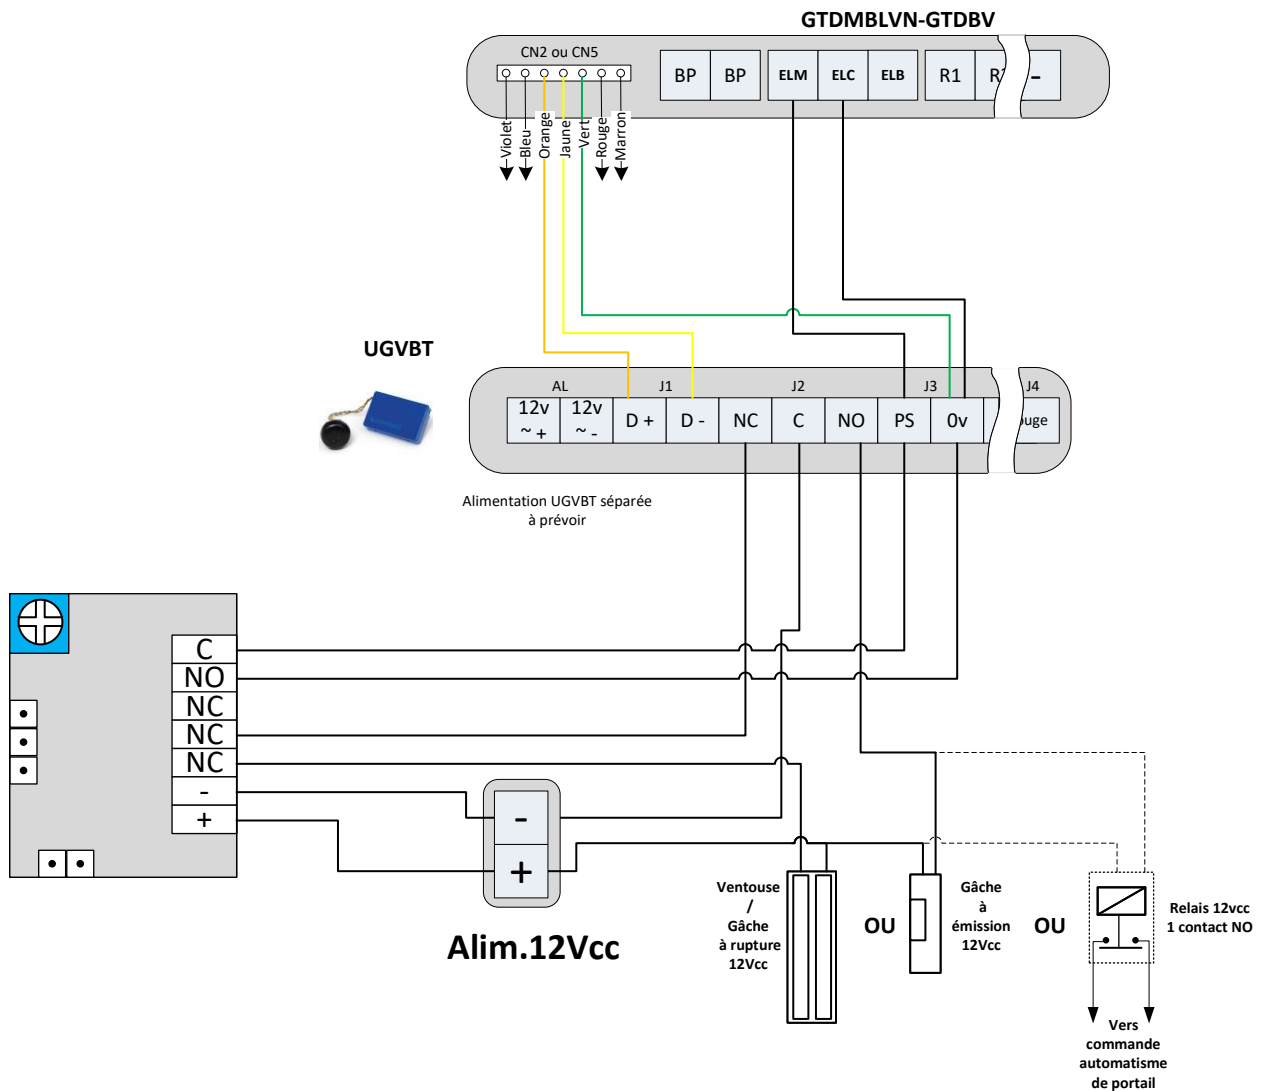 GTDMBLVN-GTDBV
CN2 ou CN5
BP BP ELM ELC ELB R1 -
Violet
Bleu
Orange
Jaune
Vert
Rouge
Marron
UGVBT
AL J1 J2 J3 J4
12v ~ + 12v ~ - D + D - NC C NO PS 0v ouge
Alimentation UGVBT séparée
à prévoir
C
NO
NC
NC
NC
-
+
-
+
Alim.12Vcc
Ventouse
/
Gâche
à rupture
12Vcc
OU
Gâche
à
émission
12Vcc
OU
Relais 12vcc
1 contact NO
Vers
commande
automatisme
de portail